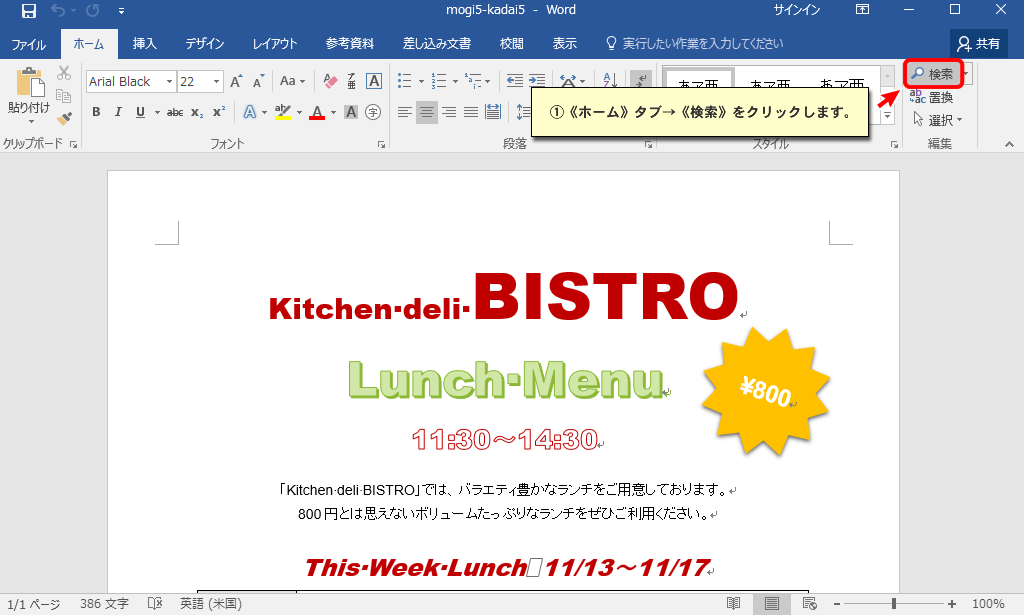 mogi5-kadai5 - Word
サインイン
ファイル ホーム 挿入 デザイン レイアウト 参考資料 差し込み文書 校閲 表示 実行したい作業を入力してください 共有
貼り付け
Arial Black 22 Aa
検索
置換
選択
B I U abc x₂ x² A ab A A 字
①《ホーム》タブ→《検索》をクリックします。
クリップボード フォント 段落 スタイル 編集
Kitchen·deli·BISTRO
Lunch·Menu
¥800
11:30～14:30
「Kitchen·deli·BISTRO」では、バラエティ豊かなランチをご用意しております。
800円とは思えないボリュームたっぷりなランチをぜひご利用ください。
This·Week·Lunch□11/13～11/17
1/1 ページ 386 文字 英語 (米国) 100%